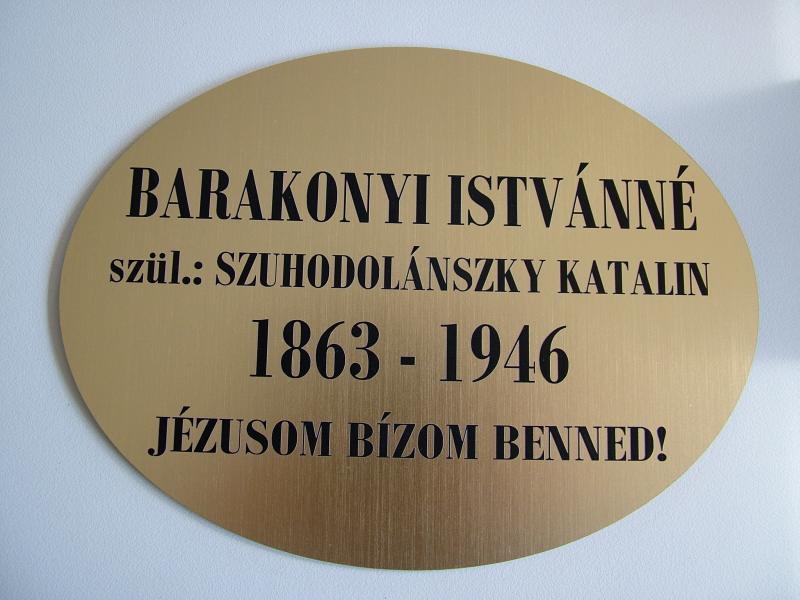 BARAKONYI ISTVÁNNÉ
szül.: SZUHODOLÁNSZKY KATALIN
1863 - 1946
JÉZUSOM BÍZOM BENNED!